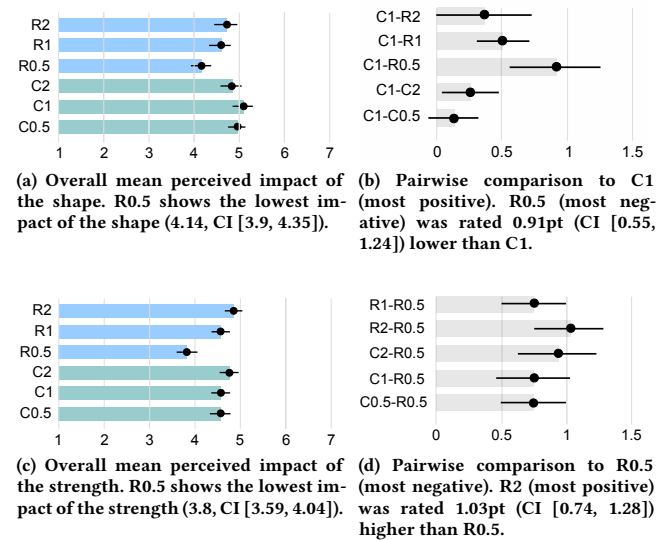 R2
R1
R0.5
C2
C1
C0.5
1 2 3 4 5 6 7
(a) Overall mean perceived impact of
the shape. R0.5 shows the lowest im-
pact of the shape (4.14, CI [3.9, 4.35]).
C1-R2
C1-R1
C1-R0.5
C1-C2
C1-C0.5
0 0.5 1 1.5
(b) Pairwise comparison to C1
(most positive). R0.5 (most neg-
ative) was rated 0.91pt (CI [0.55,
1.24]) lower than C1.
R2
R1
R0.5
C2
C1
C0.5
1 2 3 4 5 6 7
(c) Overall mean perceived impact of
the strength. R0.5 shows the lowest im-
pact of the strength (3.8, CI [3.59, 4.04]).
R1-R0.5
R2-R0.5
C2-R0.5
C1-R0.5
C0.5-R0.5
0 0.5 1 1.5
(d) Pairwise comparison to R0.5
(most negative). R2 (most positive)
was rated 1.03pt (CI [0.74, 1.28])
higher than R0.5.